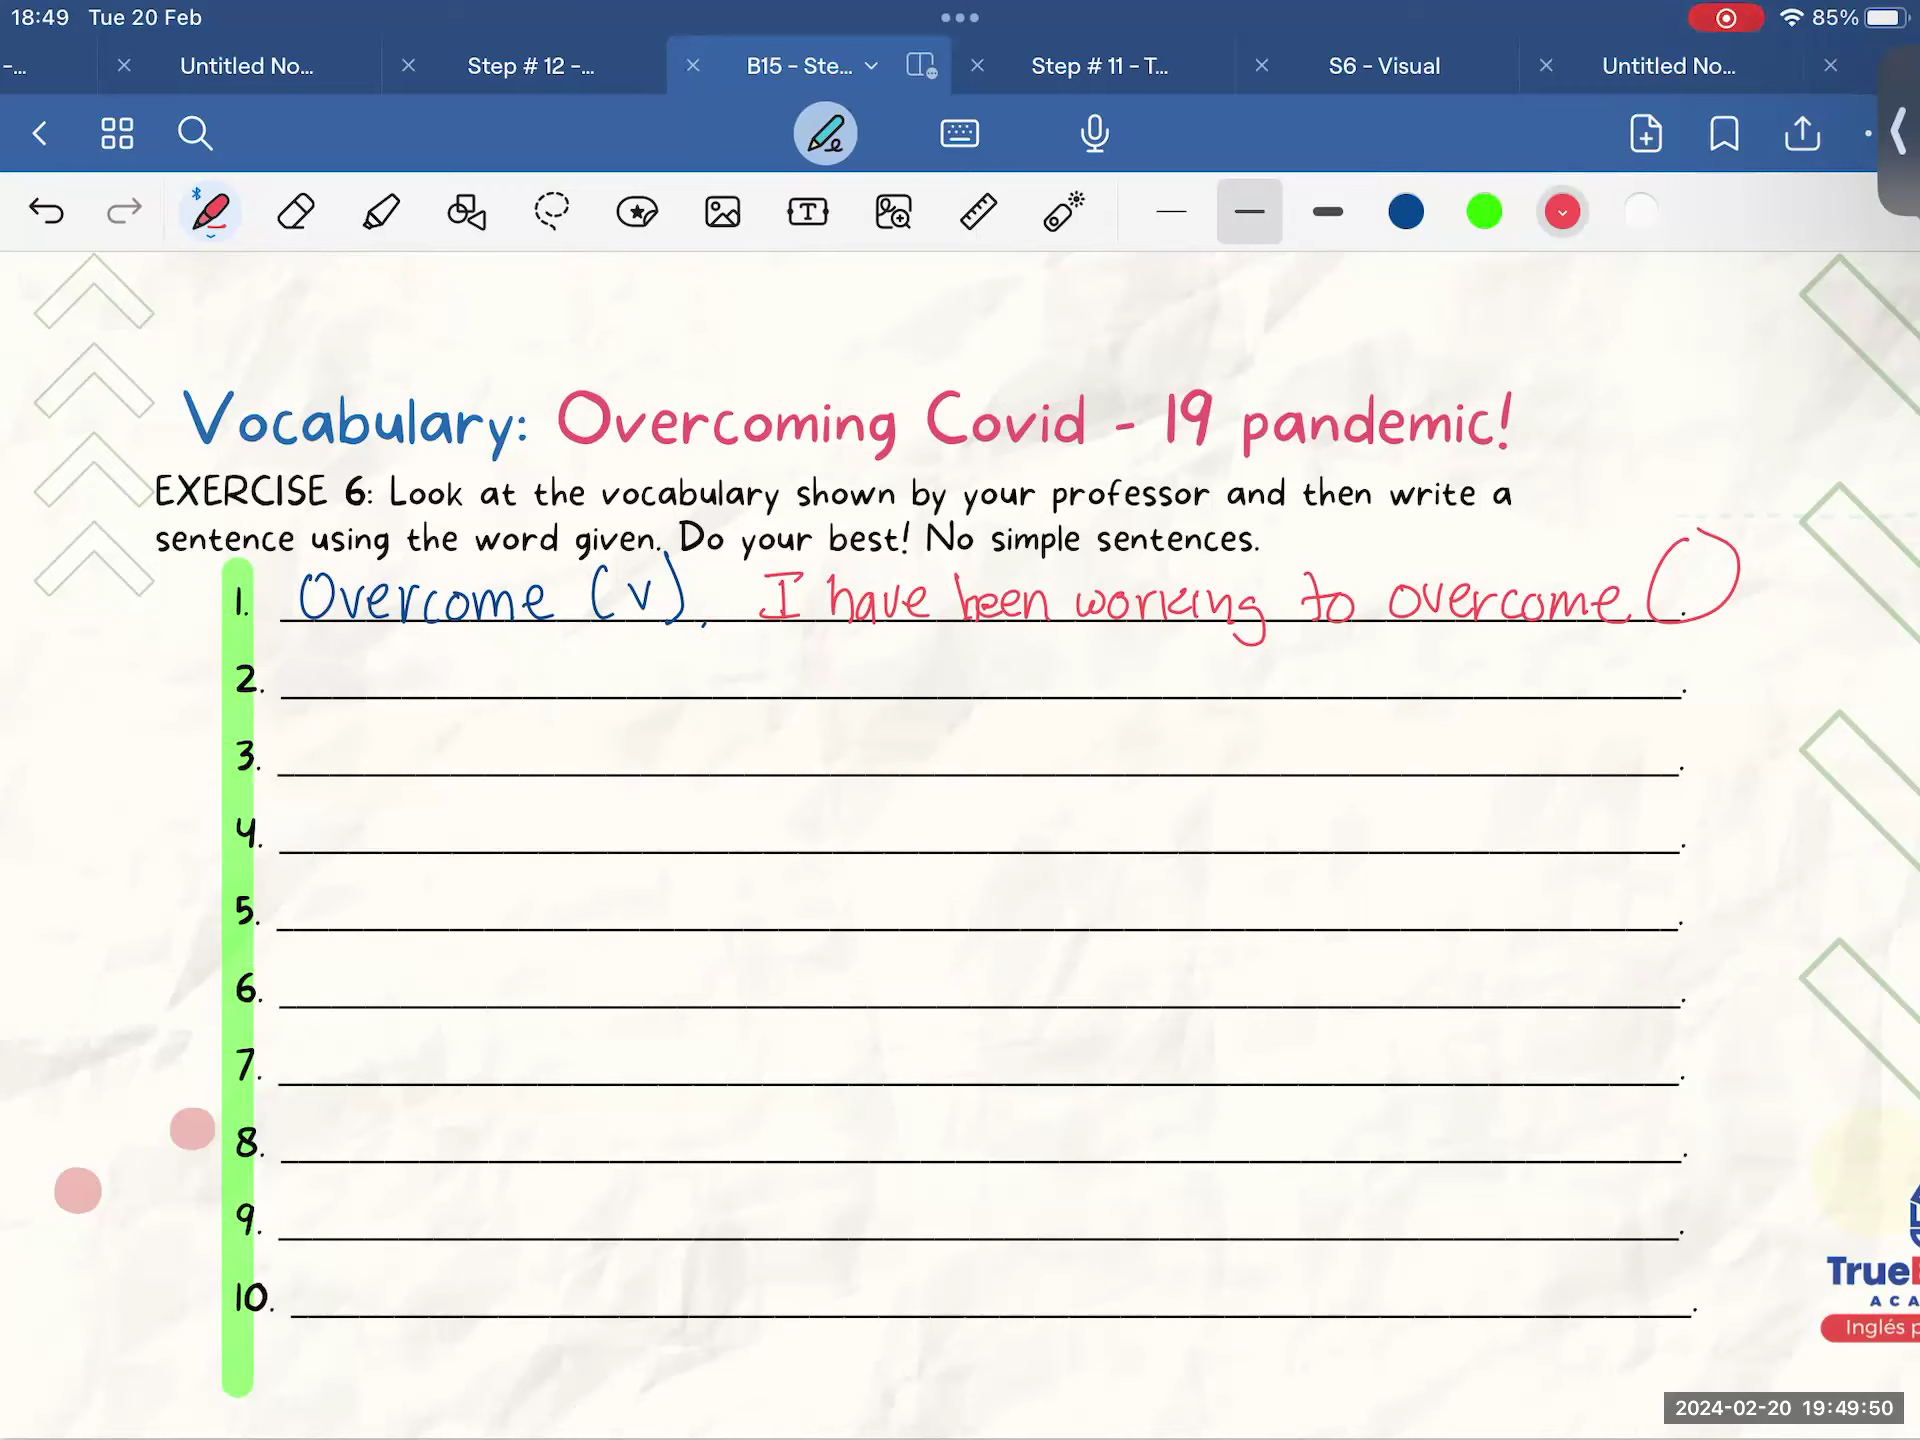 18:49 Tue 20 Feb
85%
-... Untitled No... Step # 12 -... B15 - Ste... Step # 11 - T... S6 - Visual Untitled No...
Vocabulary: Overcoming Covid - 19 pandemic!
EXERCISE 6: Look at the vocabulary shown by your professor and then write a
sentence using the word given. Do your best! No simple sentences.
1. Overcome (v). I have been working to overcome
2.
3.
4.
5.
6.
7.
8.
9.
10.
True
ACA
Inglés p
2024-02-20 19:49:50